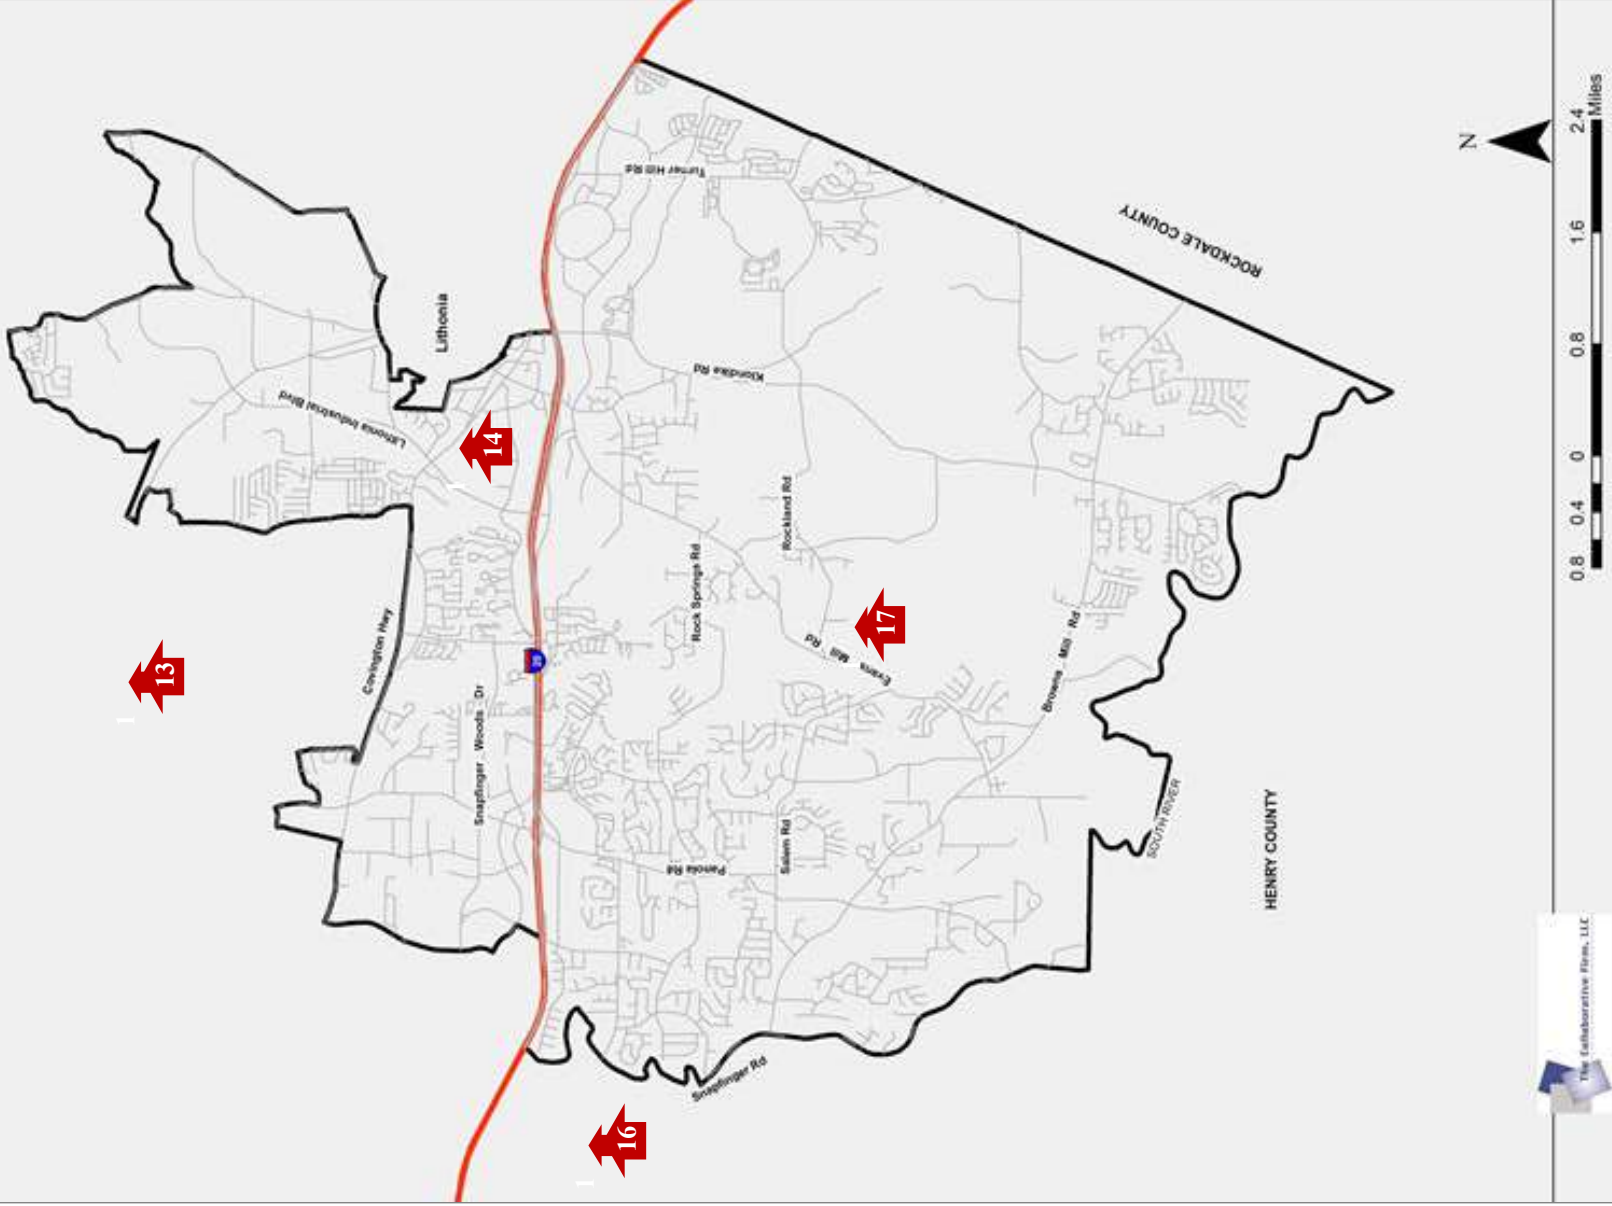 Lithonia
Turner Hill Rd
ROCKDALE COUNTY
N
Lithonia Industrial Blvd
14
Klondike Rd
Rockland Rd
Rock Springs Rd
13
Covington Hwy
20
17
Evans Mill Rd
Browns Mill Rd
Snapfinger Woods Dr
Salem Rd
Panola Rd
SOUTH RIVER
HENRY COUNTY
Snapfinger Rd
16
0.8 0.4 0 0.8 1.6 2.4
Miles
The Collaborative Firm, LLC